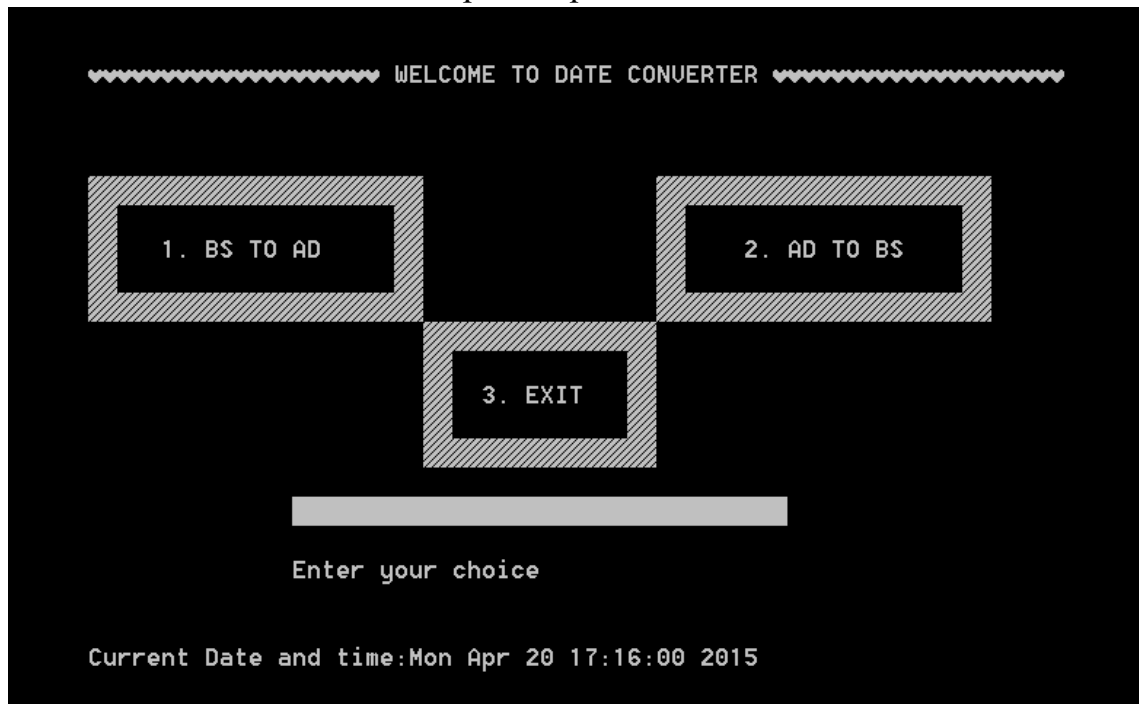 WELCOME TO DATE CONVERTER
1. BS TO AD
2. AD TO BS
3. EXIT
Enter your choice
Current Date and time:Mon Apr 20 17:16:00 2015